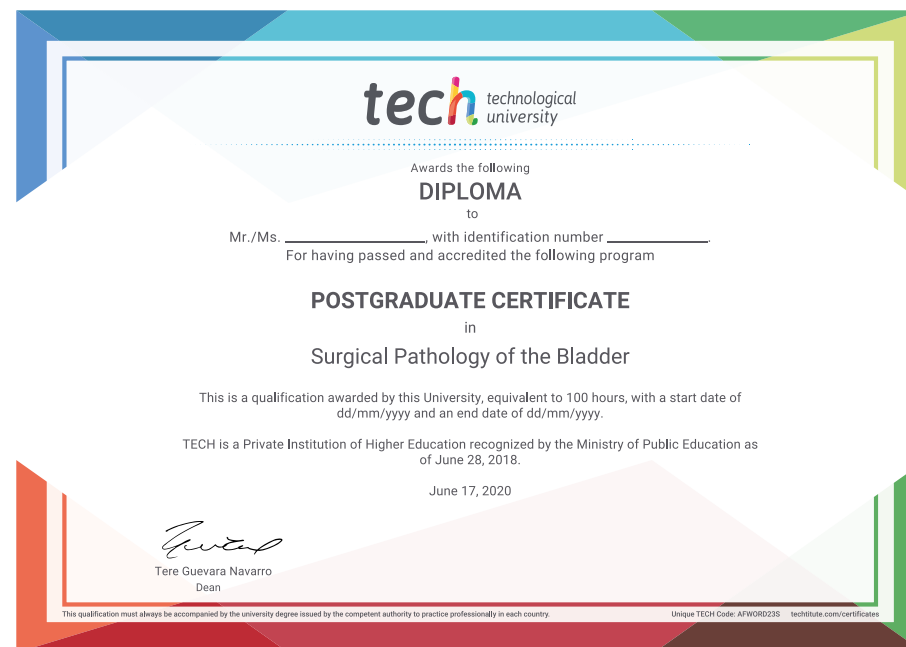 tech technological
university
Awards the following
DIPLOMA
to
Mr./Ms. ____________________, with identification number ______________.
For having passed and accredited the following program
POSTGRADUATE CERTIFICATE
in
Surgical Pathology of the Bladder
This is a qualification awarded by this University, equivalent to 100 hours, with a start date of
dd/mm/yyyy and an end date of dd/mm/yyyy.
TECH is a Private Institution of Higher Education recognized by the Ministry of Public Education as
of June 28, 2018.
June 17, 2020
Tere Guevara Navarro
Dean
This qualification must always be accompanied by the university degree issued by the competent authority to practice professionally in each country. Unique TECH Code: AFWORD23S techtitute.com/certificates